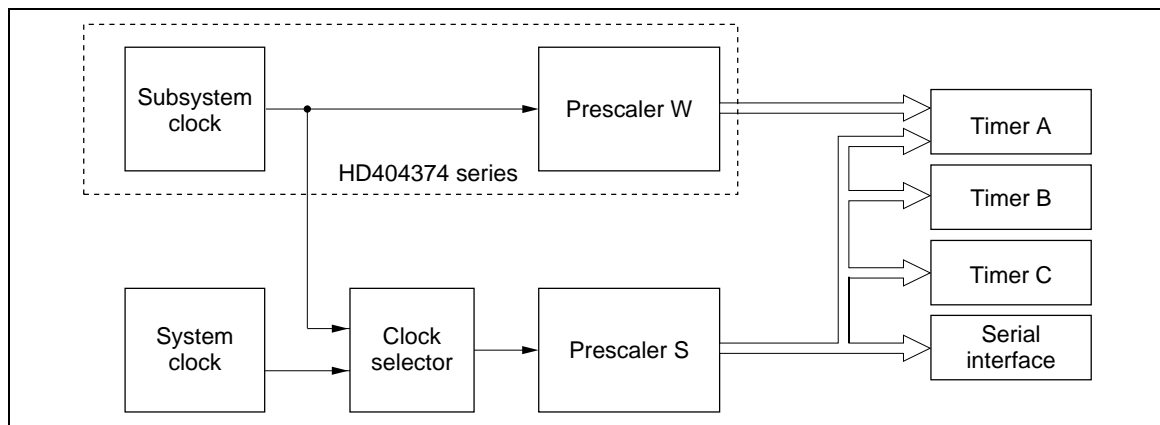 Subsystem
clock
Prescaler W
Timer A
HD404374 series
Timer B
Timer C
System
clock
Clock
selector
Prescaler S
Serial
interface